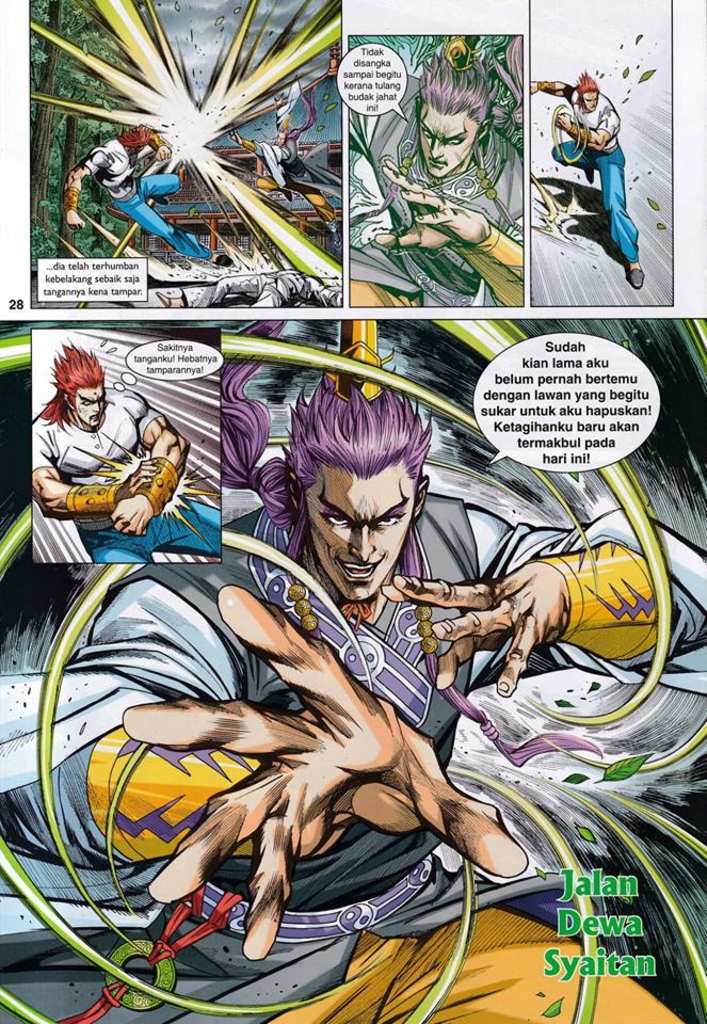 ...dia telah terhumban
kebelakang sebaik saja
tangannya kena tampar.
Tidak
disangka
sampai begitu
kerana tulang
budak jahat
ini!
28
Sakitnya
tanganku! Hebatnya
tamparannya!
Sudah
kian lama aku
belum pernah bertemu
dengan lawan yang begitu
sukar untuk aku hapuskan!
Ketagihanku baru akan
termakbul pada
hari ini!
Jalan
Dewa
Syaitan